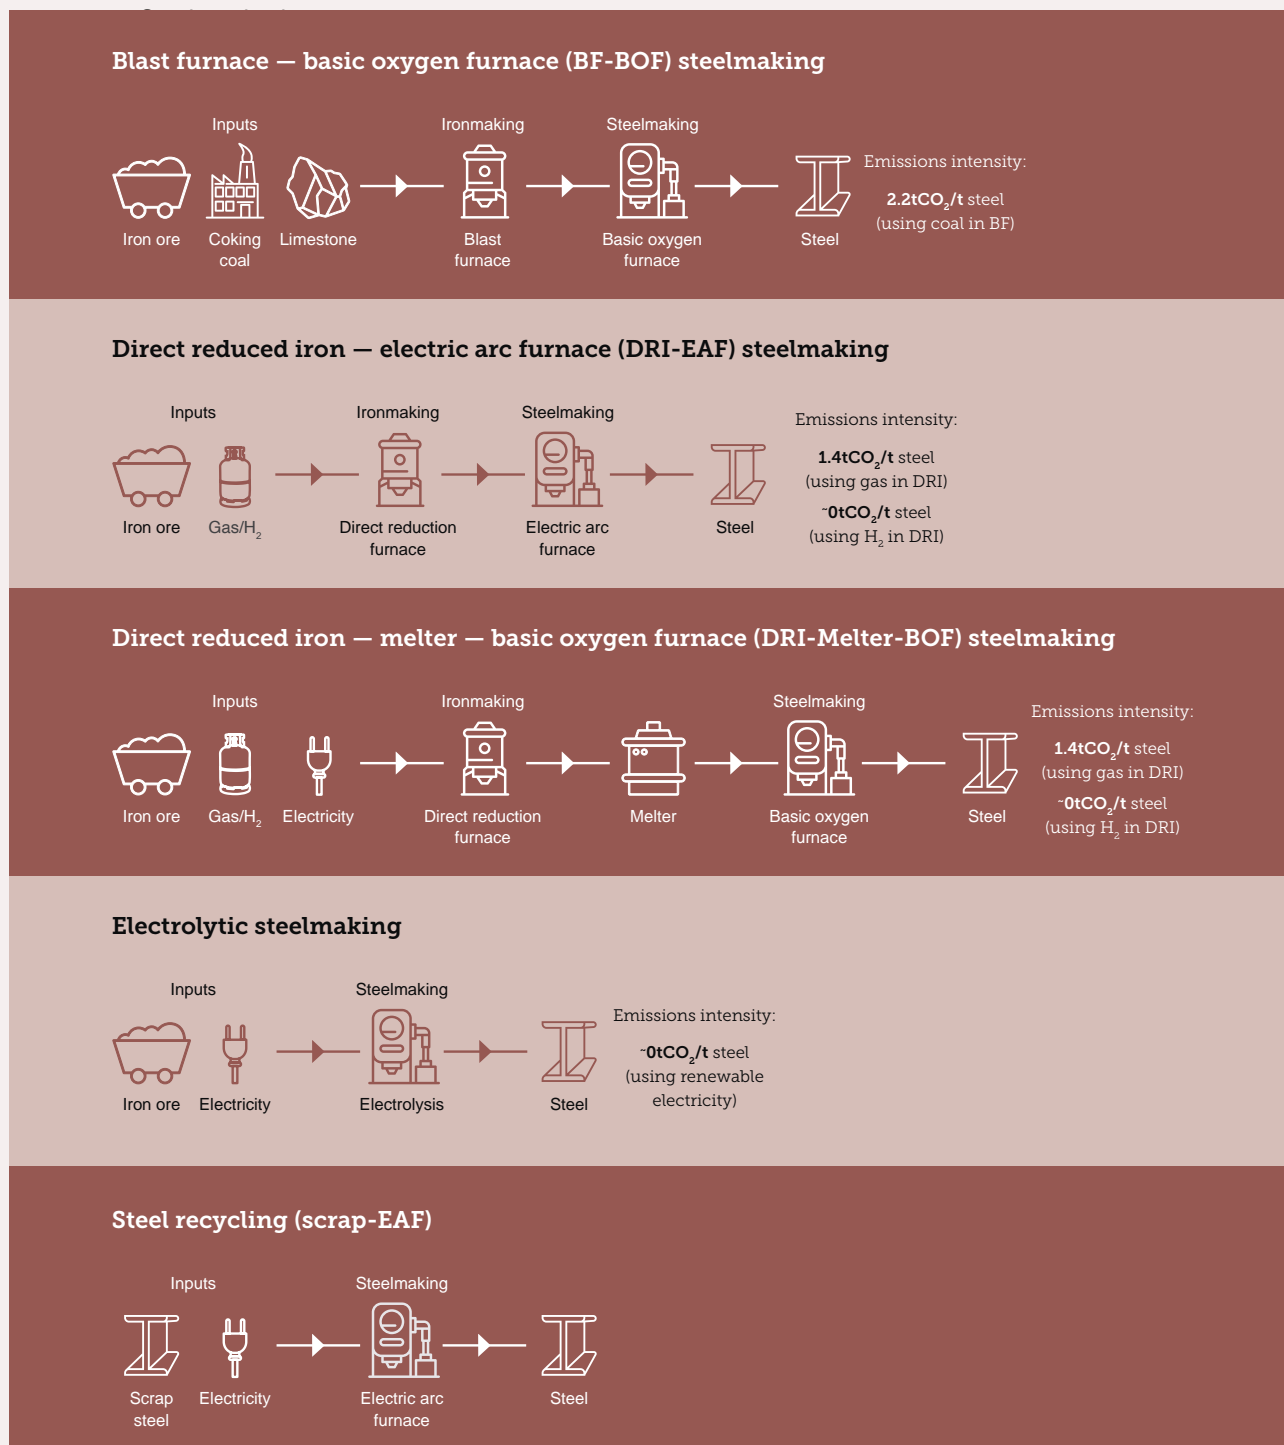 Blast furnace — basic oxygen furnace (BF-BOF) steelmaking
Inputs
Ironmaking
Steelmaking
Iron ore
Coking
coal
Limestone
Blast
furnace
Basic oxygen
furnace
Steel
Emissions intensity:
2.2tCO₂/t steel
(using coal in BF)
Direct reduced iron — electric arc furnace (DRI-EAF) steelmaking
Inputs
Ironmaking
Steelmaking
Iron ore
Gas/H₂
Direct reduction
furnace
Electric arc
furnace
Steel
Emissions intensity:
1.4tCO₂/t steel
(using gas in DRI)
~0tCO₂/t steel
(using H₂ in DRI)
Direct reduced iron — melter — basic oxygen furnace (DRI-Melter-BOF) steelmaking
Inputs
Ironmaking
Steelmaking
Iron ore
Gas/H₂
Electricity
Direct reduction
furnace
Melter
Basic oxygen
furnace
Steel
Emissions intensity:
1.4tCO₂/t steel
(using gas in DRI)
~0tCO₂/t steel
(using H₂ in DRI)
Electrolytic steelmaking
Inputs
Steelmaking
Iron ore
Electricity
Electrolysis
Steel
Emissions intensity:
~0tCO₂/t steel
(using renewable
electricity)
Steel recycling (scrap-EAF)
Inputs
Steelmaking
Scrap
steel
Electricity
Electric arc
furnace
Steel